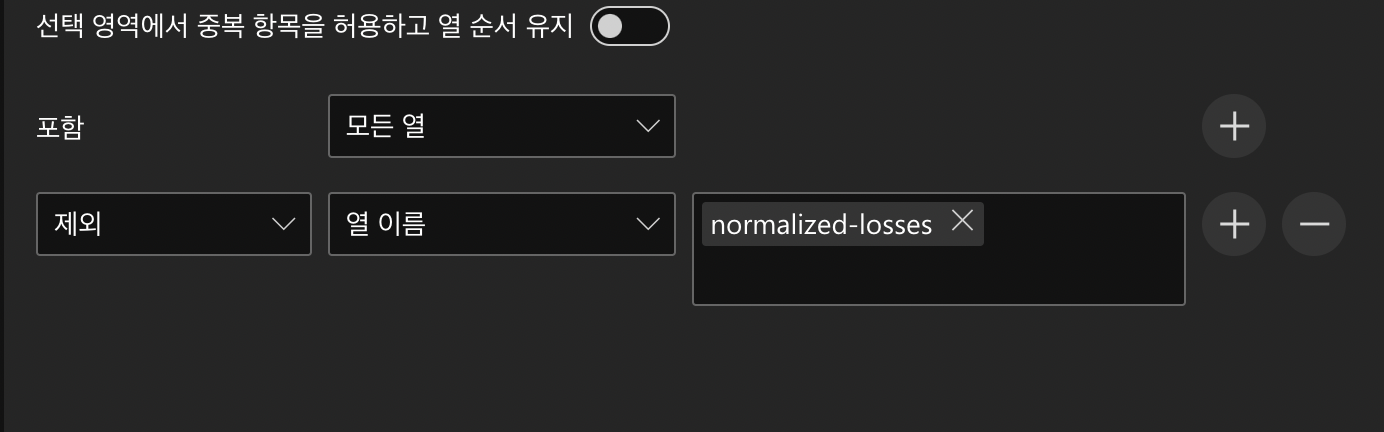 선택 영역에서 중복 항목을 허용하고 열 순서 유지
포함 모든 열
제외 열 이름 normalized-losses